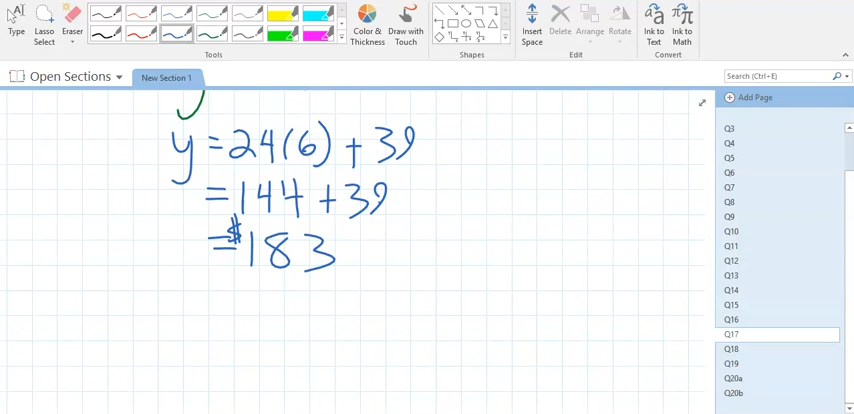 Type
Lasso Select
Eraser
Color & Thickness
Draw with Touch
Insert Space
Delete
Arrange
Rotate
Ink to Text
Ink to Math
Tools
Shapes
Convert
Open Sections
New Section 1
Search (Ctrl+E)
Add Page
y = 24(6) + 39
= 144 + 39
= $183
Q3
Q4
Q5
Q6
Q7
Q8
Q9
Q10
Q11
Q12
Q13
Q14
Q15
Q16
Q17
Q18
Q19
Q20a
Q20b